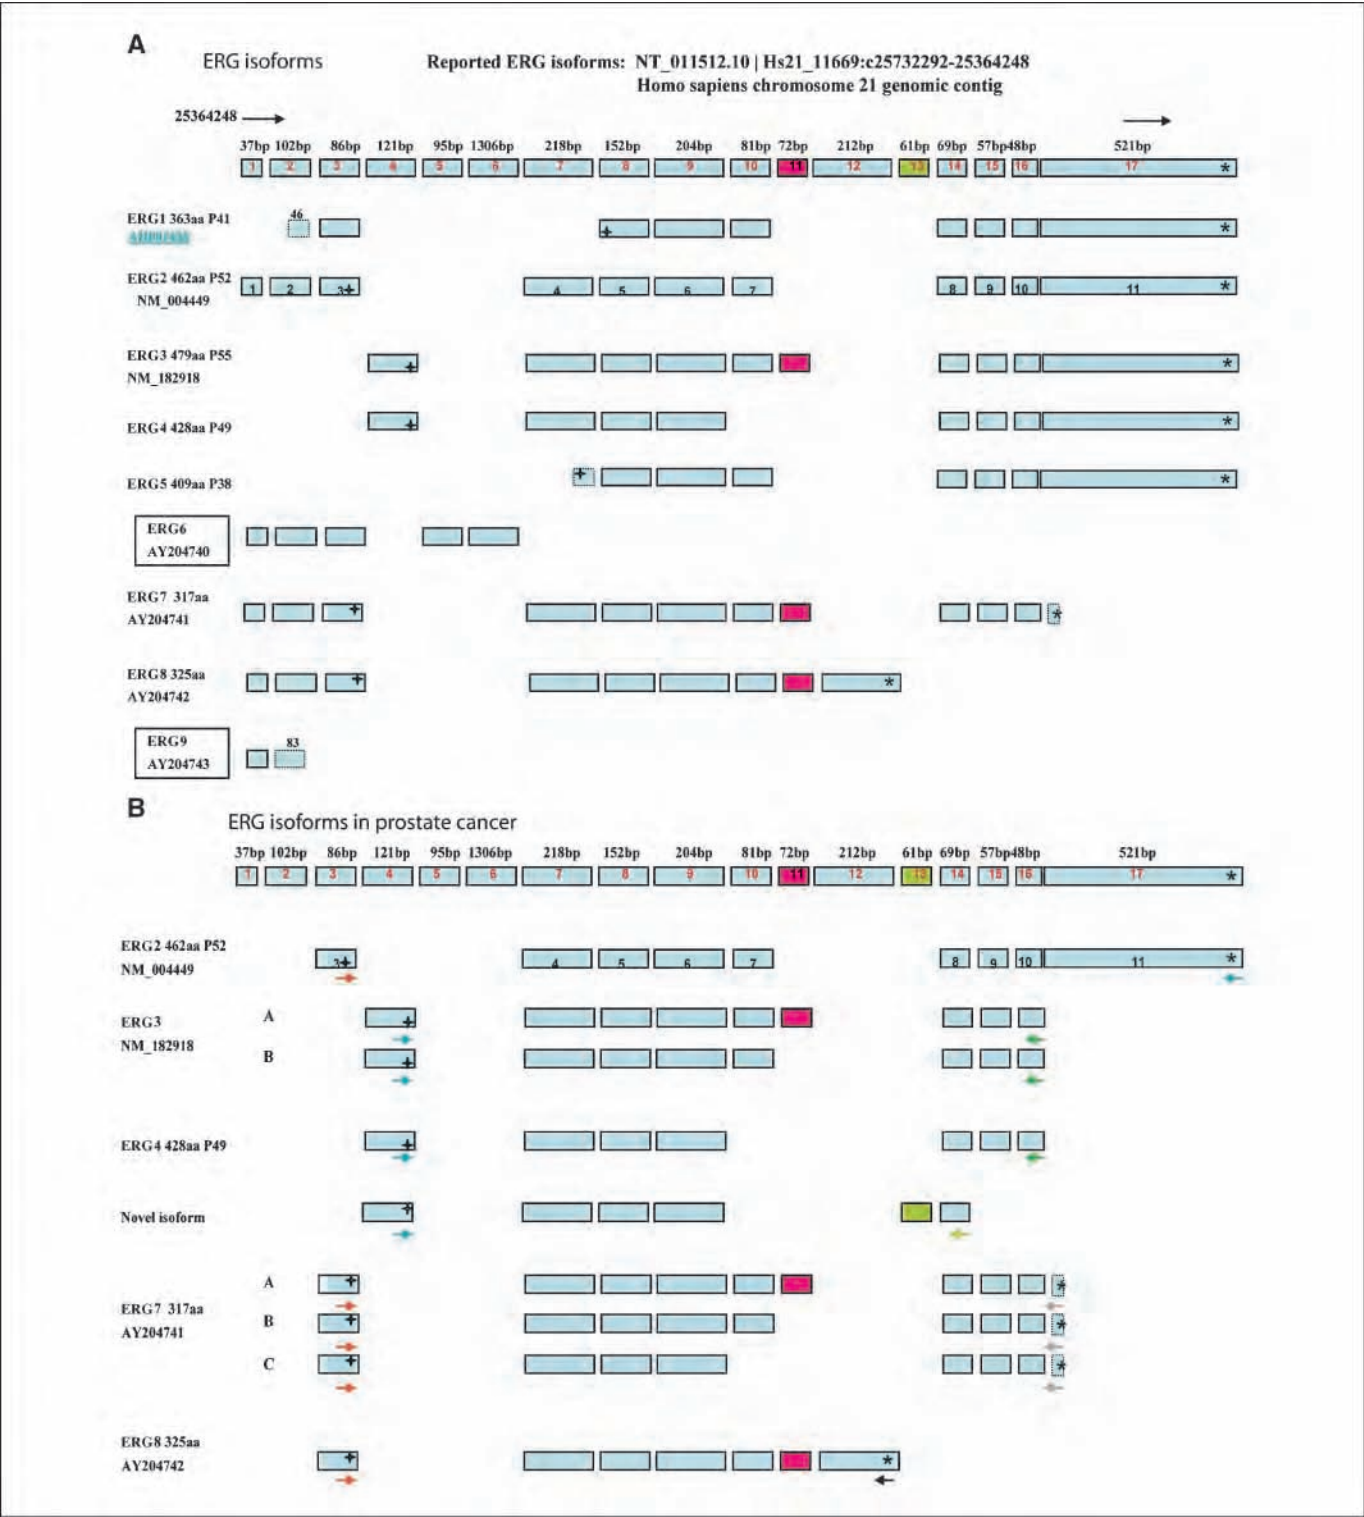 A
ERG isoforms
Reported ERG isoforms: NT_011512.10 | Hs21_11669:c25732292-25364248
Homo sapiens chromosome 21 genomic contig
25364248
37bp 102bp 86bp 121bp 95bp 1306bp 218bp 152bp 204bp 81bp 72bp 212bp 61bp 69bp 57bp 48bp 521bp
1 2 3 4 5 6 7 8 9 10 11 12 13 14 15 16 17 *
46
ERG1 363aa P41
+ *
ERG2 462aa P52
1 2 3+ 4 5 6 7 8 9 10 11 *
NM_004449
ERG3 479aa P55
+ *
NM_182918
ERG4 428aa P49
+ *
ERG5 409aa P38
+ *
ERG6
AY204740
ERG7 317aa
+ *
AY204741
ERG8 325aa
+ *
AY204742
ERG9
83
AY204743
B
ERG isoforms in prostate cancer
37bp 102bp 86bp 121bp 95bp 1306bp 218bp 152bp 204bp 81bp 72bp 212bp 61bp 69bp 57bp 48bp 521bp
1 2 3 4 5 6 7 8 9 10 11 12 13 14 15 16 17 *
ERG2 462aa P52
3+ 4 5 6 7 8 9 10 11 *
NM_004449
A
+
ERG3
NM_182918
B
+
ERG4 428aa P49
+
Novel isoform
+
A
+ *
ERG7 317aa
B
+ *
AY204741
C
+ *
ERG8 325aa
+ *
AY204742